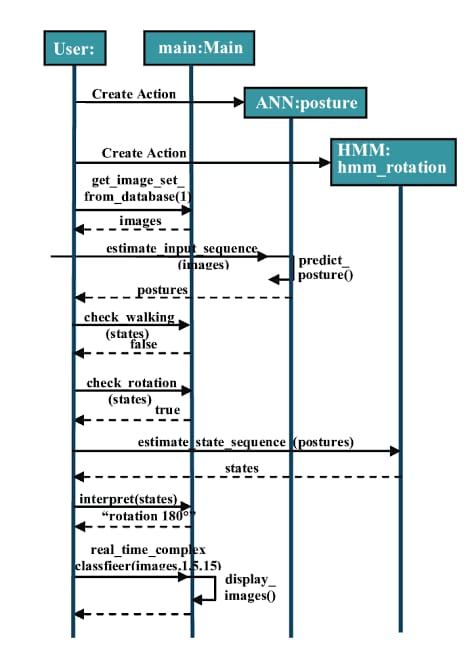 User:
main:Main
Create Action
ANN:posture
Create Action
HMM:
hmm_rotation
get_image_set_
from_database(1)
images
estimate_input_sequence
(images)
predict_
posture()
postures
check_walking
(states)
false
check_rotation
(states)
true
estimate_state_sequence (postures)
states
interpret(states)
“rotation 180°”
real_time_complex
classfieer(images,1,5,15)
display_
images()